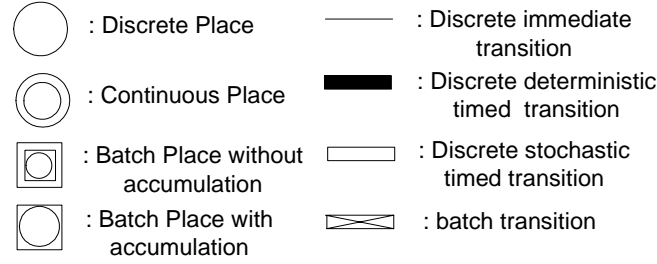 : Discrete Place
: Continuous Place
: Batch Place without
accumulation
: Batch Place with
accumulation
: Discrete immediate
transition
: Discrete deterministic
timed transition
: Discrete stochastic
timed transition
: batch transition